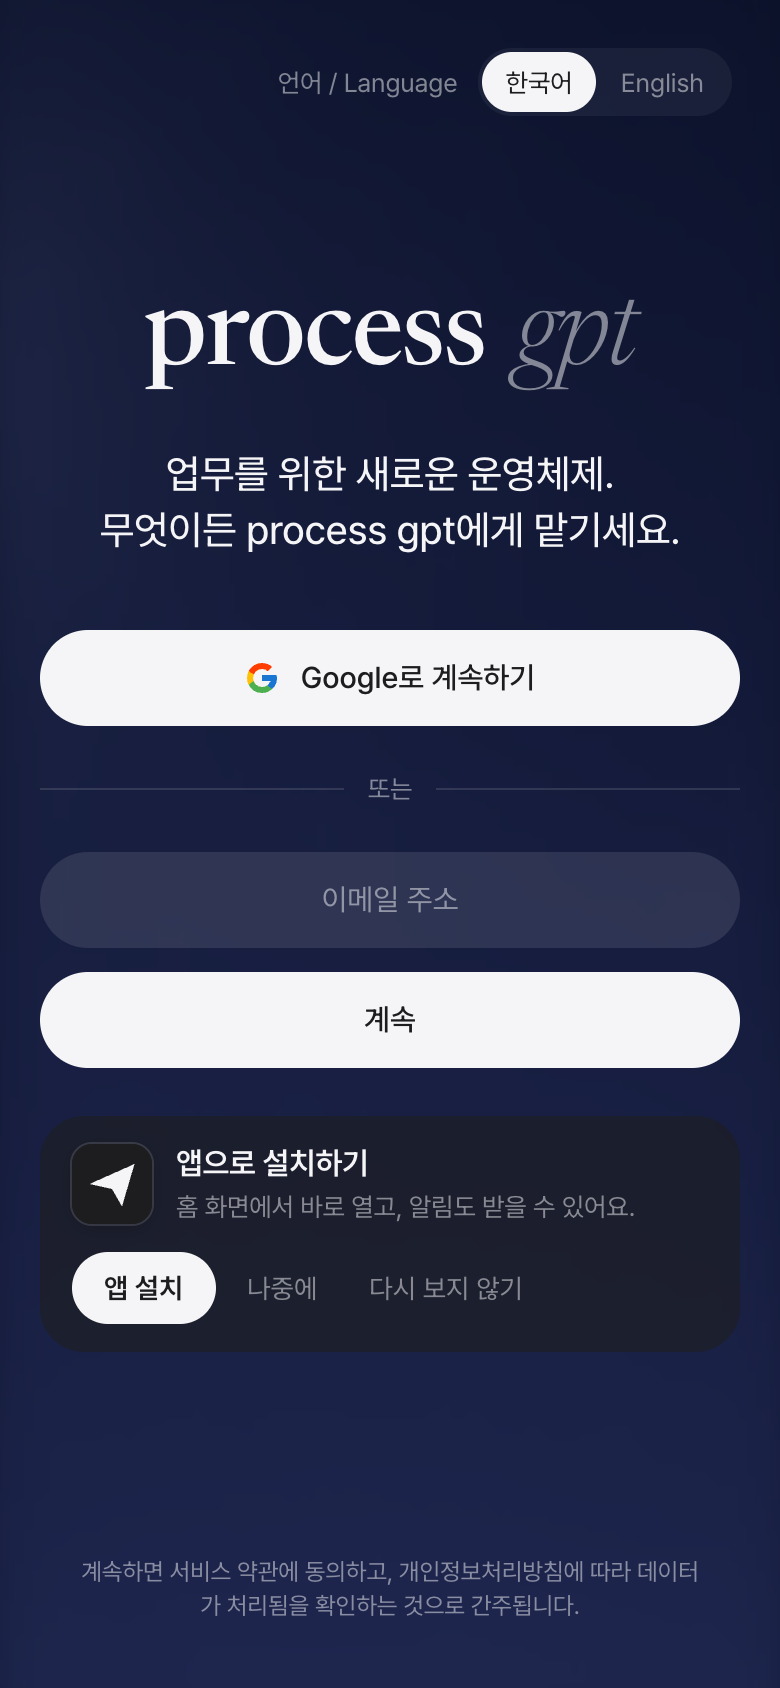 언어 / Language 한국어 English
process gpt
업무를 위한 새로운 운영체제.
무엇이든 process gpt에게 맡기세요.
Google로 계속하기
또는
이메일 주소
계속
앱으로 설치하기
홈 화면에서 바로 열고, 알림도 받을 수 있어요.
앱 설치 나중에 다시 보지 않기
계속하면 서비스 약관에 동의하고, 개인정보처리방침에 따라 데이터
가 처리됨을 확인하는 것으로 간주됩니다.